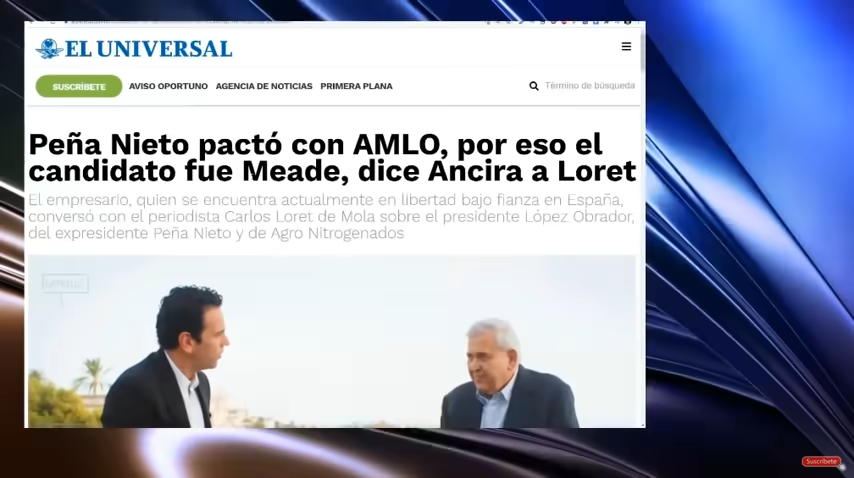 EL UNIVERSAL
SUSCRÍBETE AVISO OPORTUNO AGENCIA DE NOTICIAS PRIMERA PLANA Término de búsqueda
Peña Nieto pactó con AMLO, por eso el
candidato fue Meade, dice Ancira a Loret
El empresario, quien se encuentra actualmente en libertad bajo fianza en España,
conversó con el periodista Carlos Loret de Mola sobre el presidente López Obrador,
del expresidente Peña Nieto y de Agro Nitrogenados
Suscríbete